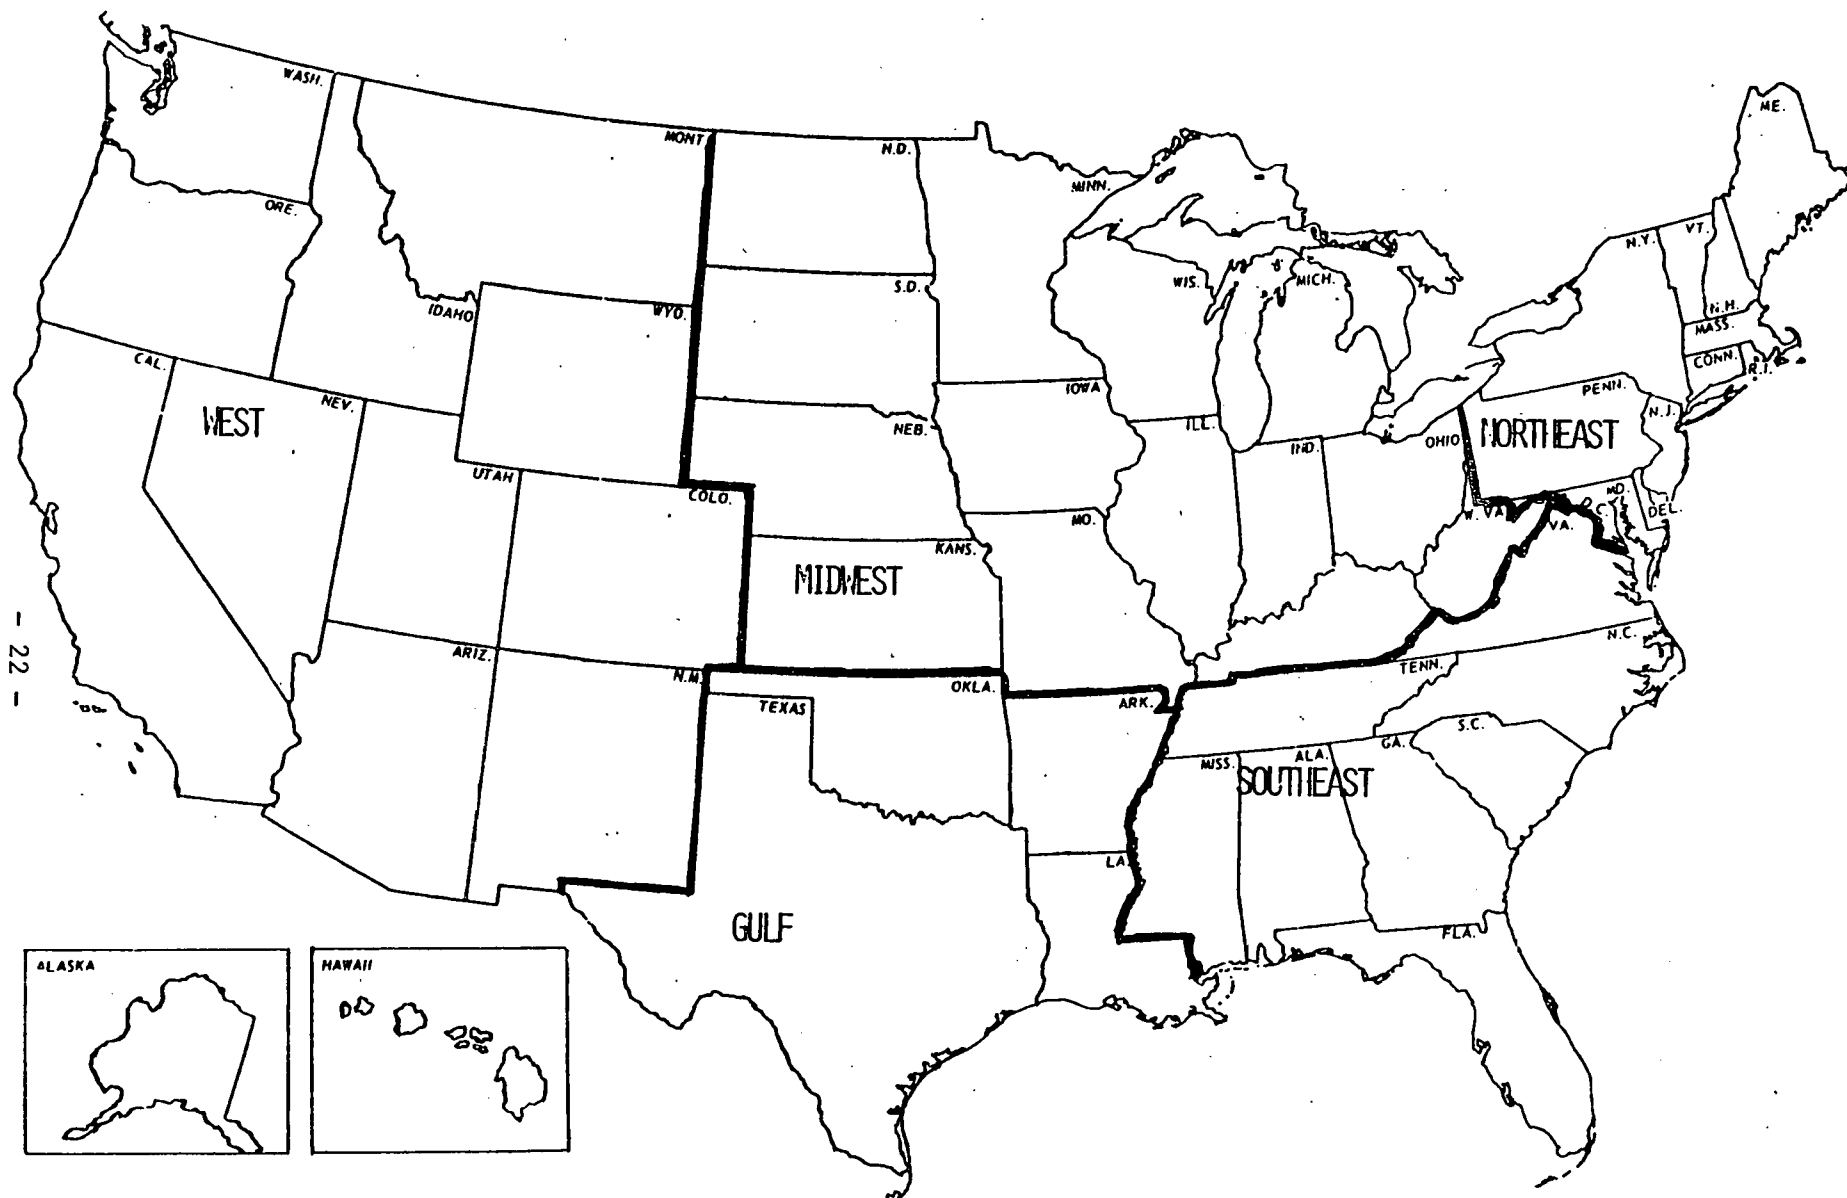 WASH.
MONT
N.D.
MINN.
ME.
ORE.
N.Y.
VT.
IDAHO
WYO.
S.D.
WIS.
MICH.
N.H.
MASS.
CONN.
R.I.
CAL.
NEV.
NEB.
IOWA
ILL.
IND.
OHIO
PENN.
N.J.
WEST
NORTHEAST
UTAH
COLO.
MO.
W. VA
VA.
MD.
DEL.
KANS.
MIDWEST
ARIZ.
N.M.
TEXAS
OKLA.
ARK.
TENN.
N.C.
S.C.
MISS.
ALA.
GA.
SOUTHEAST
LA.
FLA.
GULF
ALASKA
HAWAII
- 22 -